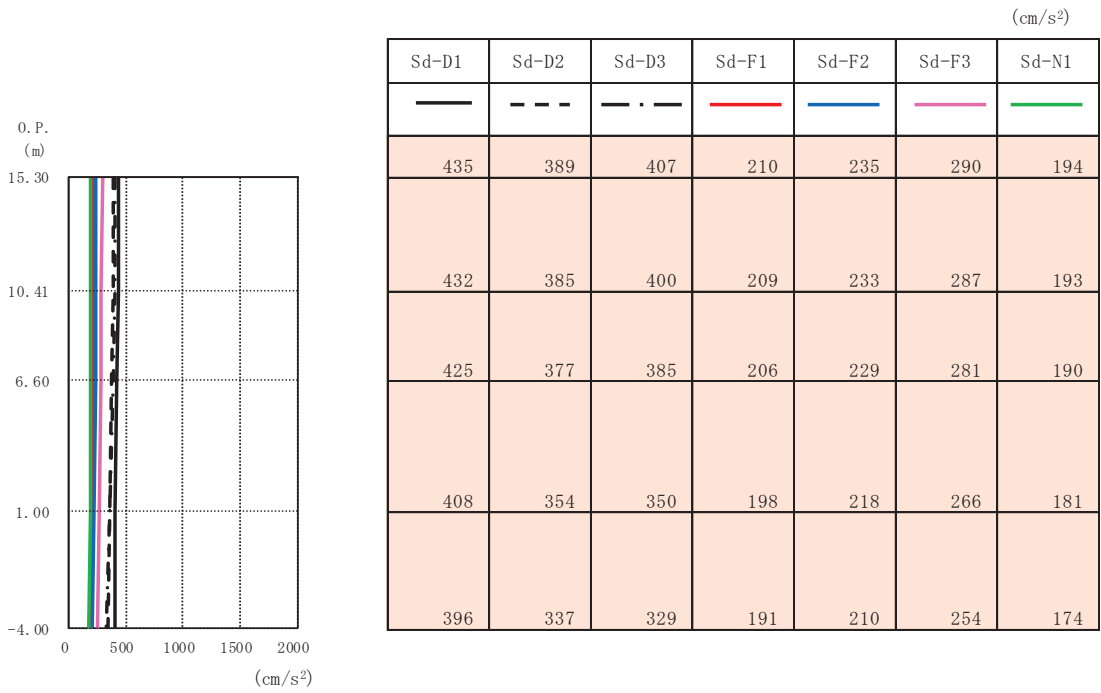 (cm/s²)
Sd-D1 Sd-D2 Sd-D3 Sd-F1 Sd-F2 Sd-F3 Sd-N1
O.P.
(m)
435 389 407 210 235 290 194
15.30
432 385 400 209 233 287 193
10.41
425 377 385 206 229 281 190
6.60
408 354 350 198 218 266 181
1.00
396 337 329 191 210 254 174
-4.00
0 500 1000 1500 2000
(cm/s²)